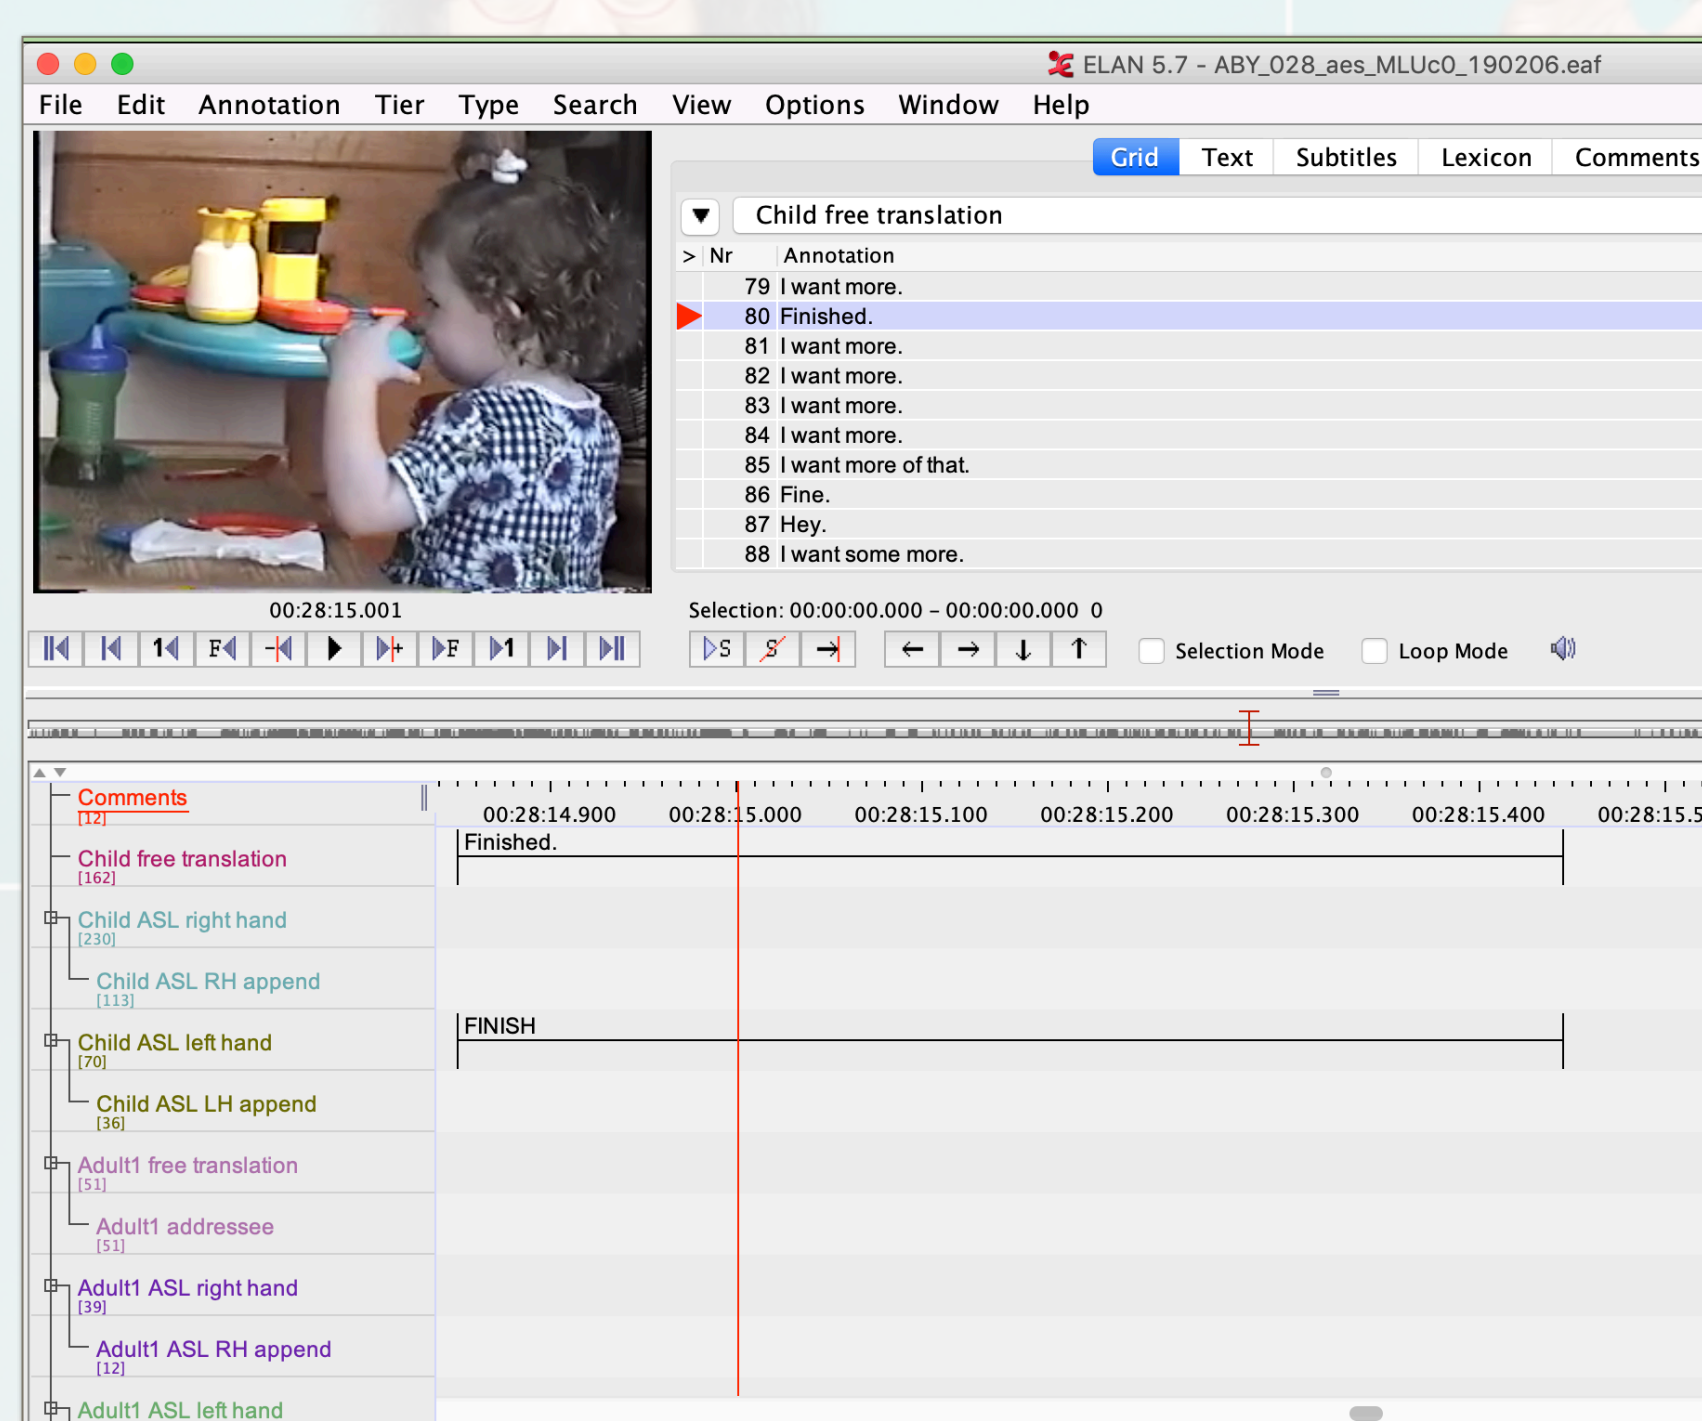 ELAN 5.7 - ABY_028_aes_MLUc0_190206.eaf
File Edit Annotation Tier Type Search View Options Window Help
Grid Text Subtitles Lexicon Comments
Child free translation
> Nr Annotation
79 I want more.
80 Finished.
81 I want more.
82 I want more.
83 I want more.
84 I want more.
85 I want more of that.
86 Fine.
87 Hey.
88 I want some more.
00:28:15.001
Selection: 00:00:00.000 – 00:00:00.000 0
1 F - + F 1 S S Selection Mode Loop Mode
00:28:14.900 00:28:15.000 00:28:15.100 00:28:15.200 00:28:15.300 00:28:15.400 00:28:15.5
Comments
[12]
Finished.
Child free translation
[162]
Child ASL right hand
[230]
Child ASL RH append
[113]
FINISH
Child ASL left hand
[70]
Child ASL LH append
[36]
Adult1 free translation
[51]
Adult1 addressee
[51]
Adult1 ASL right hand
[39]
Adult1 ASL RH append
[12]
Adult1 ASL left hand